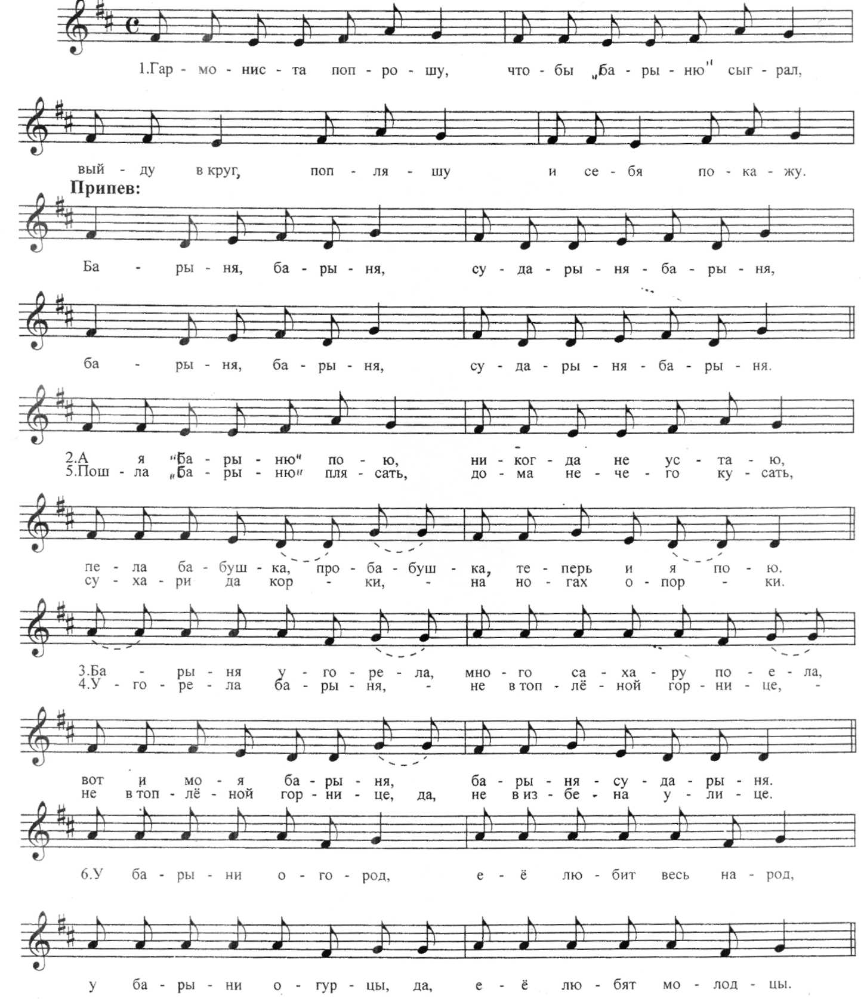 1.Гар - мо - нис - та поп - ро - шу, что - бы „ба - ры - ню" сыг - рал,
вый - ду в круг, поп - ля - шу и се - бя по - ка - жу.
Припев:
Ба - ры - ня, ба - ры - ня, су - да - ры - ня - ба - ры - ня,
ба - ры - ня, ба - ры - ня, су - да - ры - ня - ба - ры - ня.
2.А я "ба - ры - ню" по - ю, ни - ког - да не ус - та - ю,
5.Пош - ла „ба - ры - ню" пля - сать, до - ма не - че - го ку - сать,
пе - ла ба - буш - ка, про - ба - буш - ка, те - перь и я по - ю.
су - ха - ри да кор - ки, - на но - гах о - пор - ки.
3.Ба - ры - ня у - го - ре - ла, мно - го са - ха - ру по - е - ла,
4.У - го - ре - ла ба - ры - ня, - не в топ - лё - ной гор - ни - це, -
вот и мо - я ба - ры - ня, ба - ры - ня - су - да - ры - ня.
не в топ - лё - ной гор - ни - це, да, не в из - бе - на у - ли - це.
6.У ба - ры - ни о - го - род, е - ё лю - бит весь на - род,
у ба - ры - ни о - гур - цы, да, е - ё лю - бят мо - лод - цы.